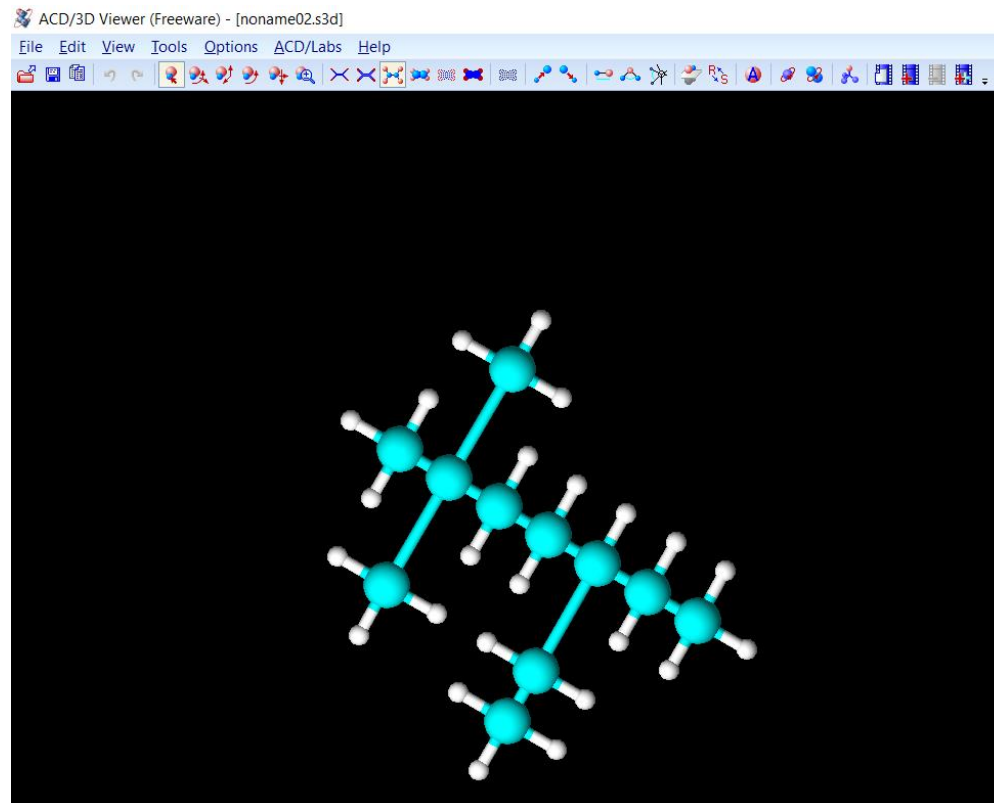 ACD/3D Viewer (Freeware) - [noname02.s3d]
File Edit View Tools Options ACD/Labs Help
R S A